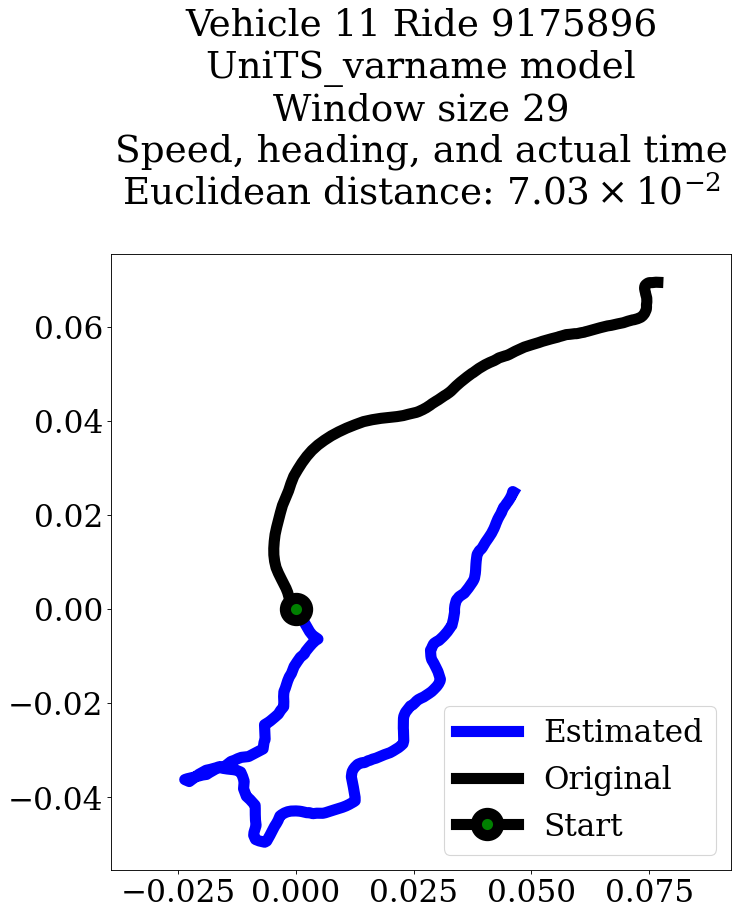 Vehicle 11 Ride 9175896
UniTS_varname model
Window size 29
Speed, heading, and actual time
Euclidean distance: $7.03 \times 10^{-2}$
0.06
0.04
0.02
0.00
−0.02
−0.04
Estimated
Original
Start
−0.025 0.000 0.025 0.050 0.075